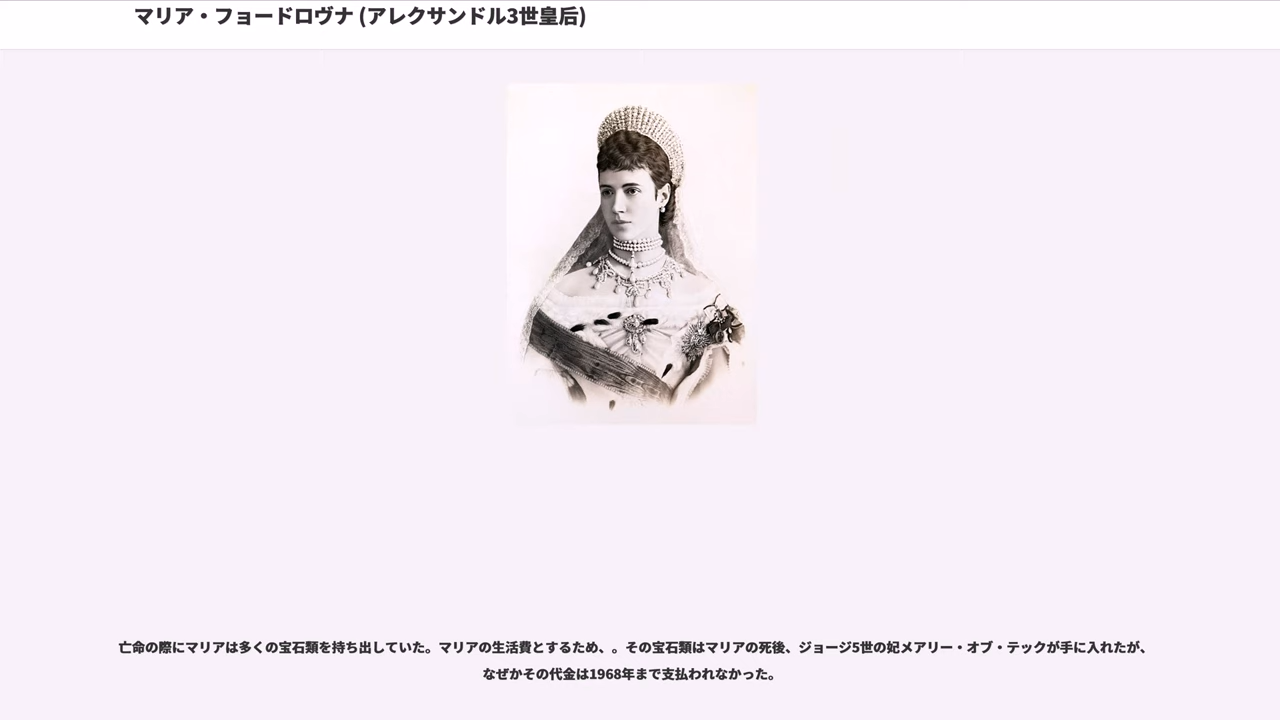 マリア・フョードロヴナ (アレクサンドル3世皇后)
亡命の際にマリアは多くの宝石類を持ち出していた。マリアの生活費とするため、。その宝石類はマリアの死後、ジョージ5世の妃メアリー・オブ・テックが手に入れたが、
なぜかその代金は1968年まで支払われなかった。